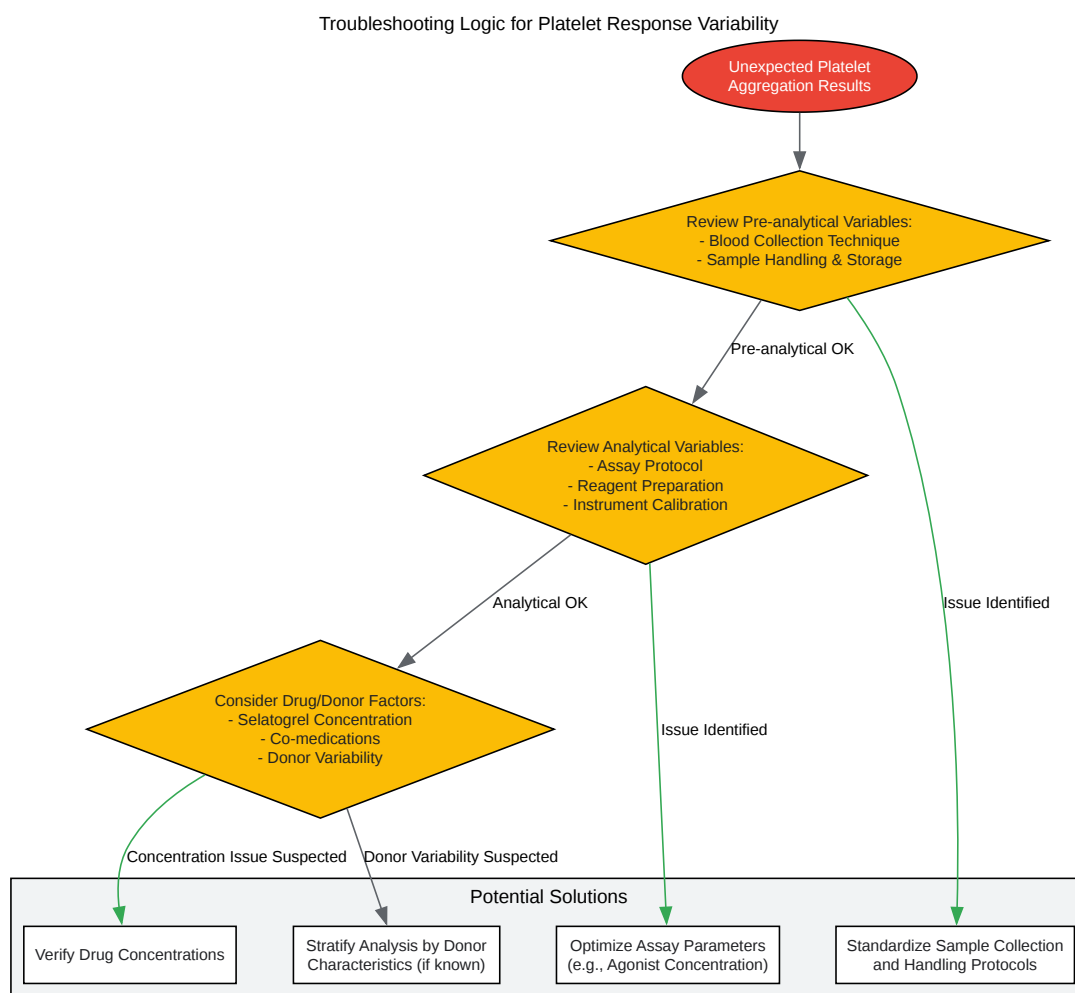 Troubleshooting Logic for Platelet Response Variability
Unexpected Platelet
Aggregation Results
Review Pre-analytical Variables:
- Blood Collection Technique
- Sample Handling & Storage
Pre-analytical OK
Review Analytical Variables:
- Assay Protocol
- Reagent Preparation
- Instrument Calibration
Analytical OK
Issue Identified
Consider Drug/Donor Factors:
- Selatogrel Concentration
- Co-medications
- Donor Variability
Issue Identified
Concentration Issue Suspected
Donor Variability Suspected
Potential Solutions
Verify Drug Concentrations
Stratify Analysis by Donor
Characteristics (if known)
Optimize Assay Parameters
(e.g., Agonist Concentration)
Standardize Sample Collection
and Handling Protocols